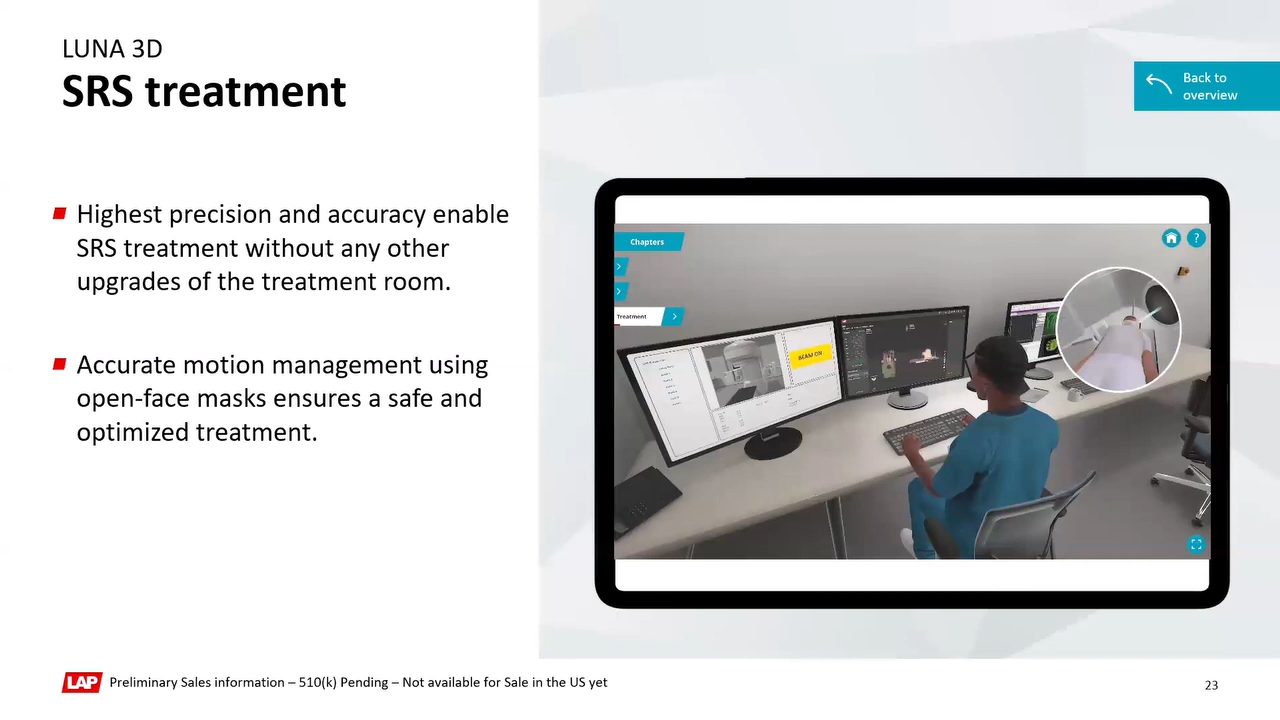 LUNA 3D
SRS treatment
Back to
overview
Highest precision and accuracy enable
SRS treatment without any other
upgrades of the treatment room.
Accurate motion management using
open-face masks ensures a safe and
optimized treatment.
Chapters
?
Treatment
BEAM ON
LAP
Preliminary Sales information – 510(k) Pending – Not available for Sale in the US yet
23